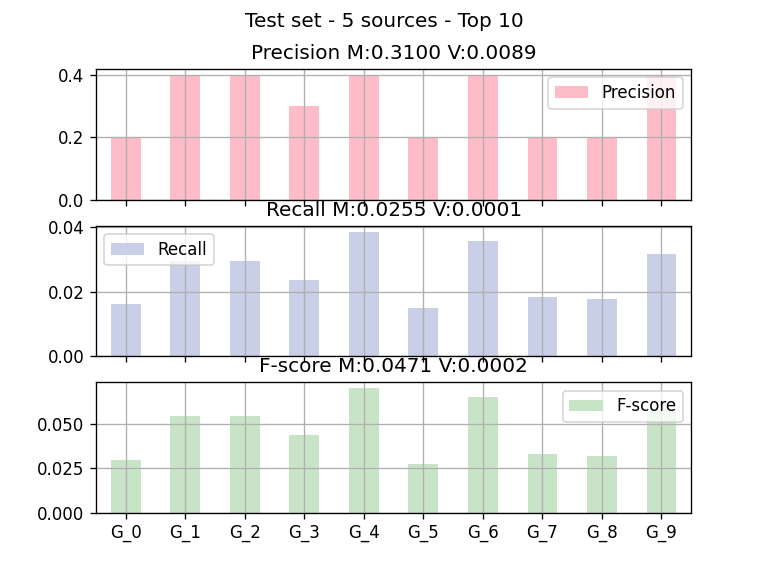 Test set - 5 sources - Top 10
Precision M:0.3100 V:0.0089
0.4
0.2
0.0
Precision
Recall M:0.0255 V:0.0001
0.04
0.02
0.00
Recall
F-score M:0.0471 V:0.0002
0.050
0.025
0.000
F-score
G_0 G_1 G_2 G_3 G_4 G_5 G_6 G_7 G_8 G_9